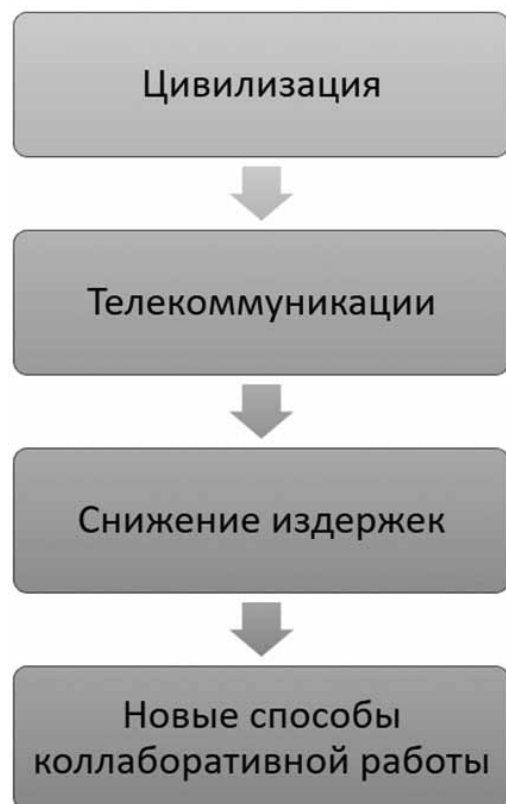 Цивилизация
Телекоммуникации
Снижение издержек
Новые способы
коллаборативной работы